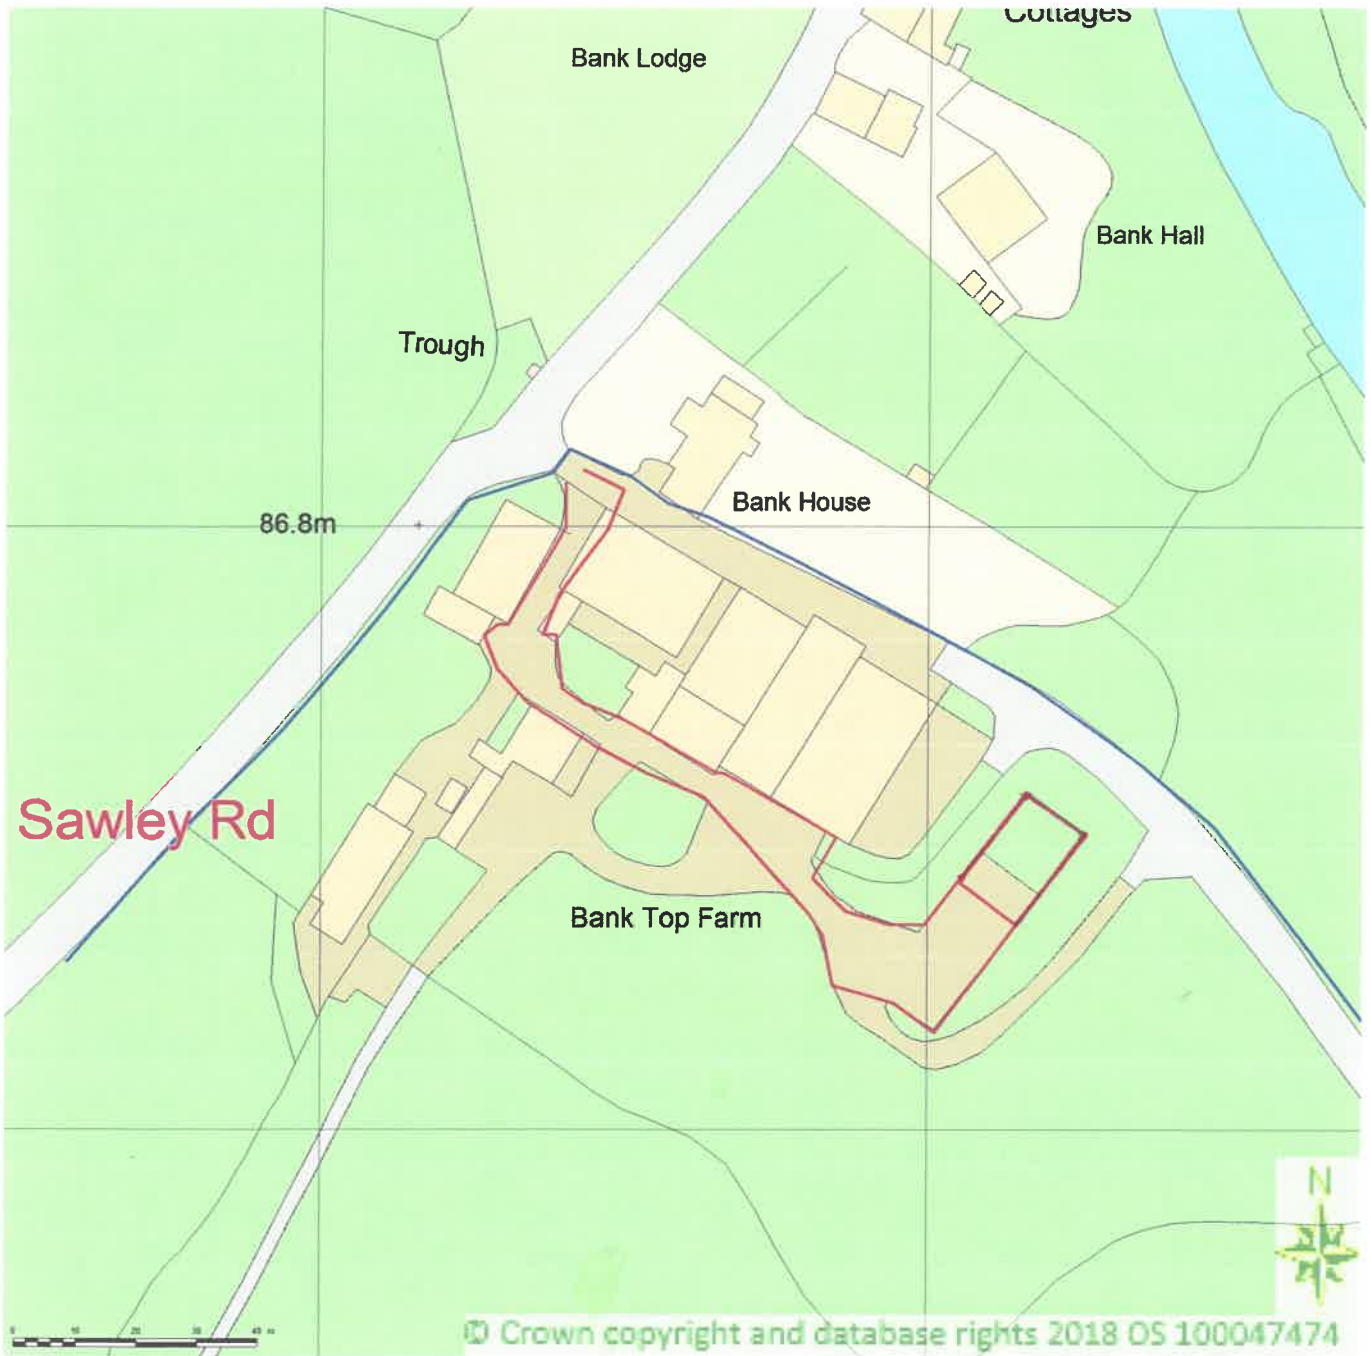 Cottages
Bank Lodge
Bank Hall
Trough
Bank House
86.8m
Sawley Rd
Bank Top Farm
N
© Crown copyright and database rights 2018 OS 100047474